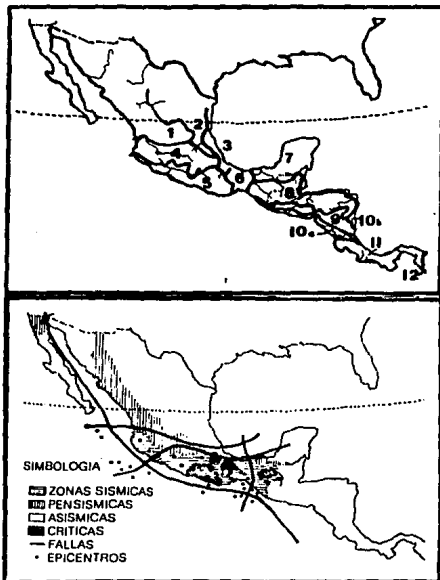 1
2
3
4
5
6
7
8
9
10a
10b
11
12
SIMBOLOGIA
ZONAS SISMICAS
PENSISMICAS
ASISMICAS
CRITICAS
FALLAS
EPICENTROS